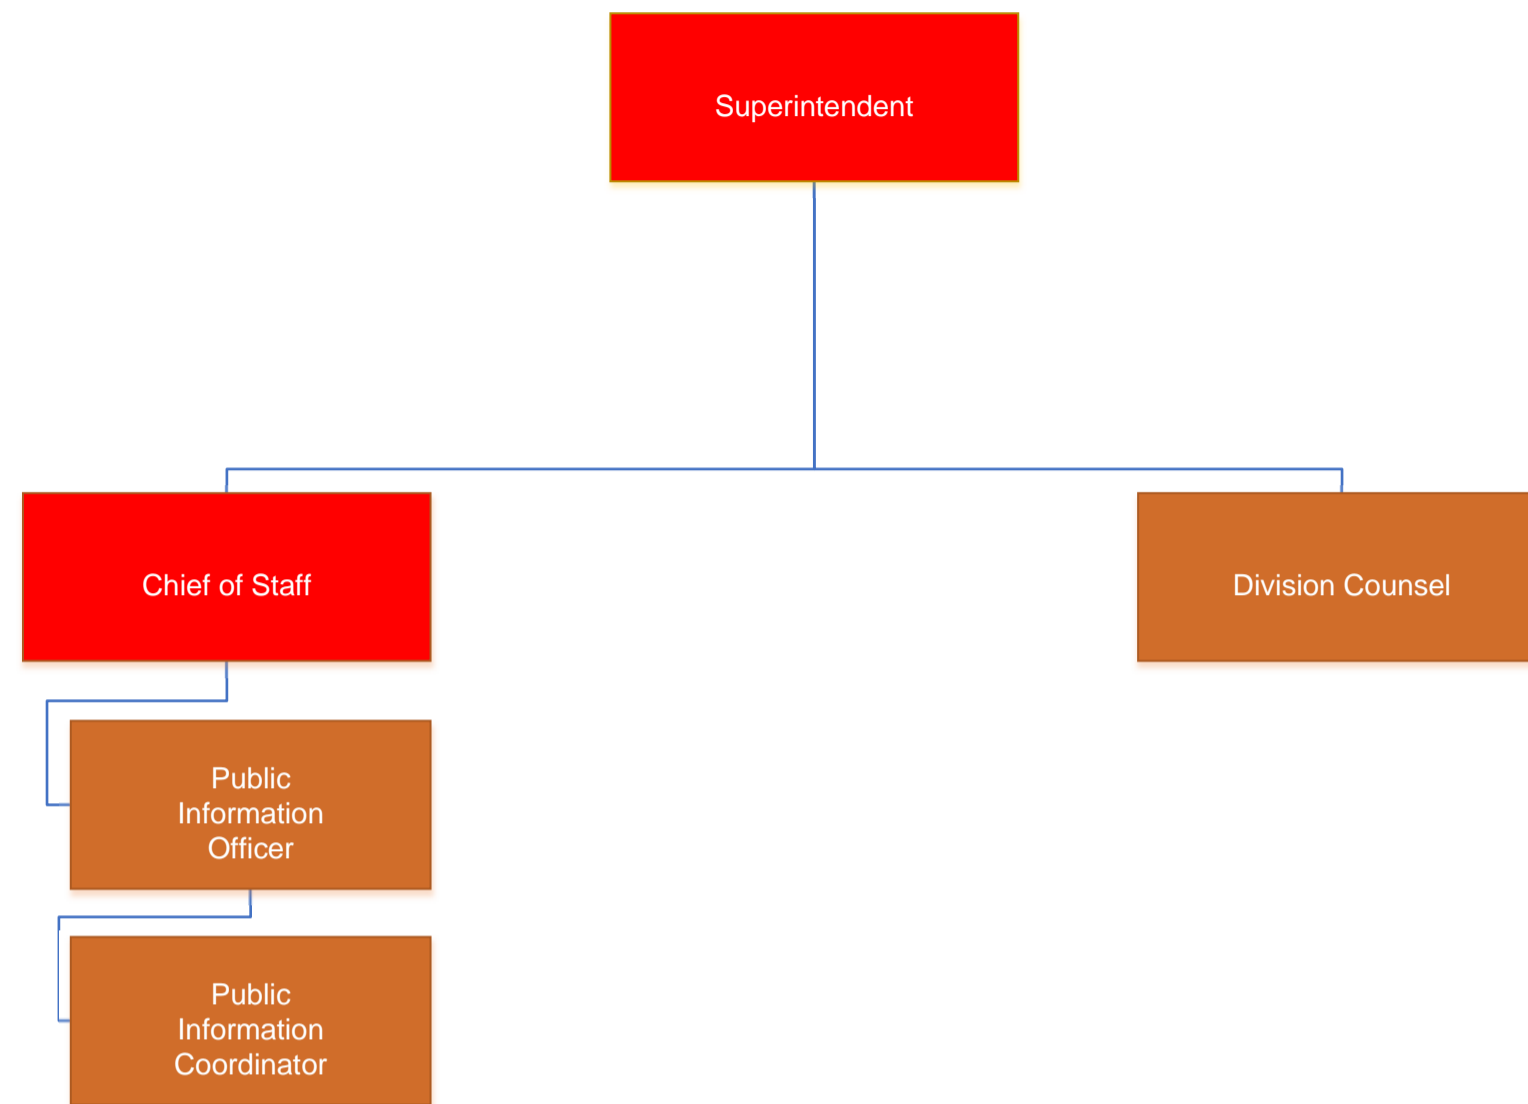 Superintendent
Chief of Staff
Division Counsel
Public
Information
Officer
Public
Information
Coordinator